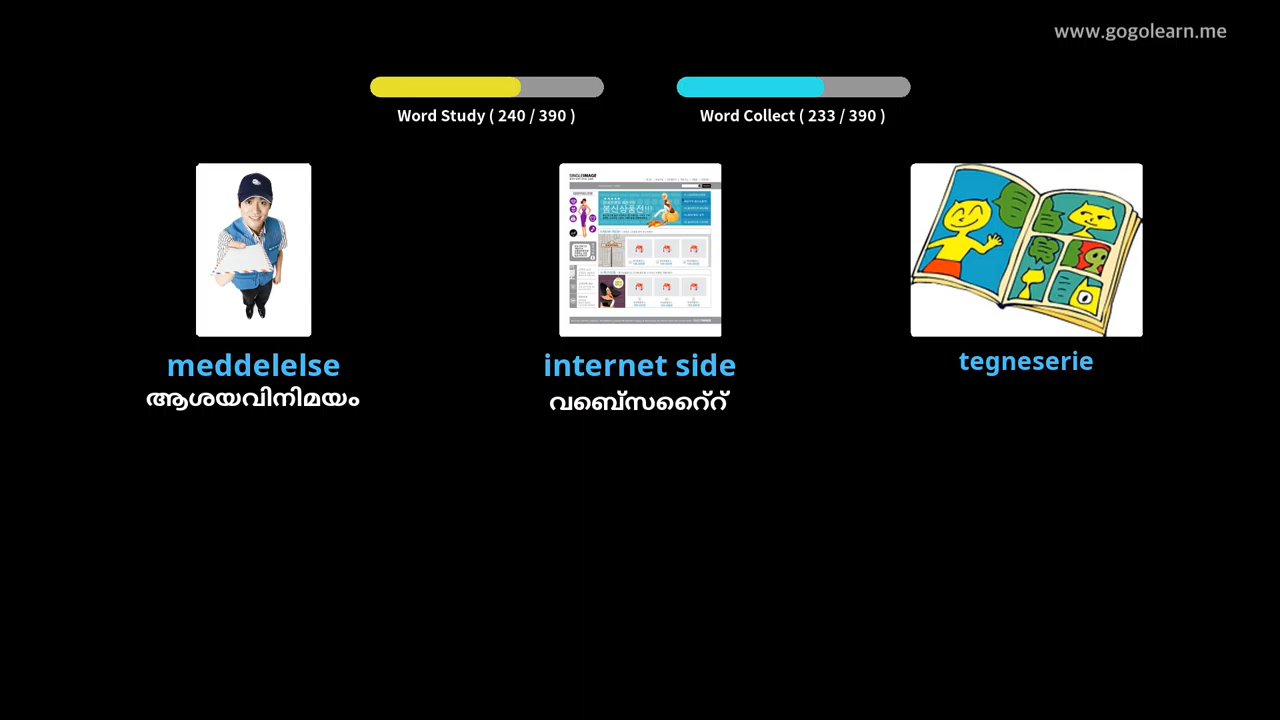 www.gogolearn.me
Word Study ( 240 / 390 )
Word Collect ( 233 / 390 )
meddelelse
internet side
tegneserie
ആശയവിനിമയം
വെബ്സൈറ്റ്